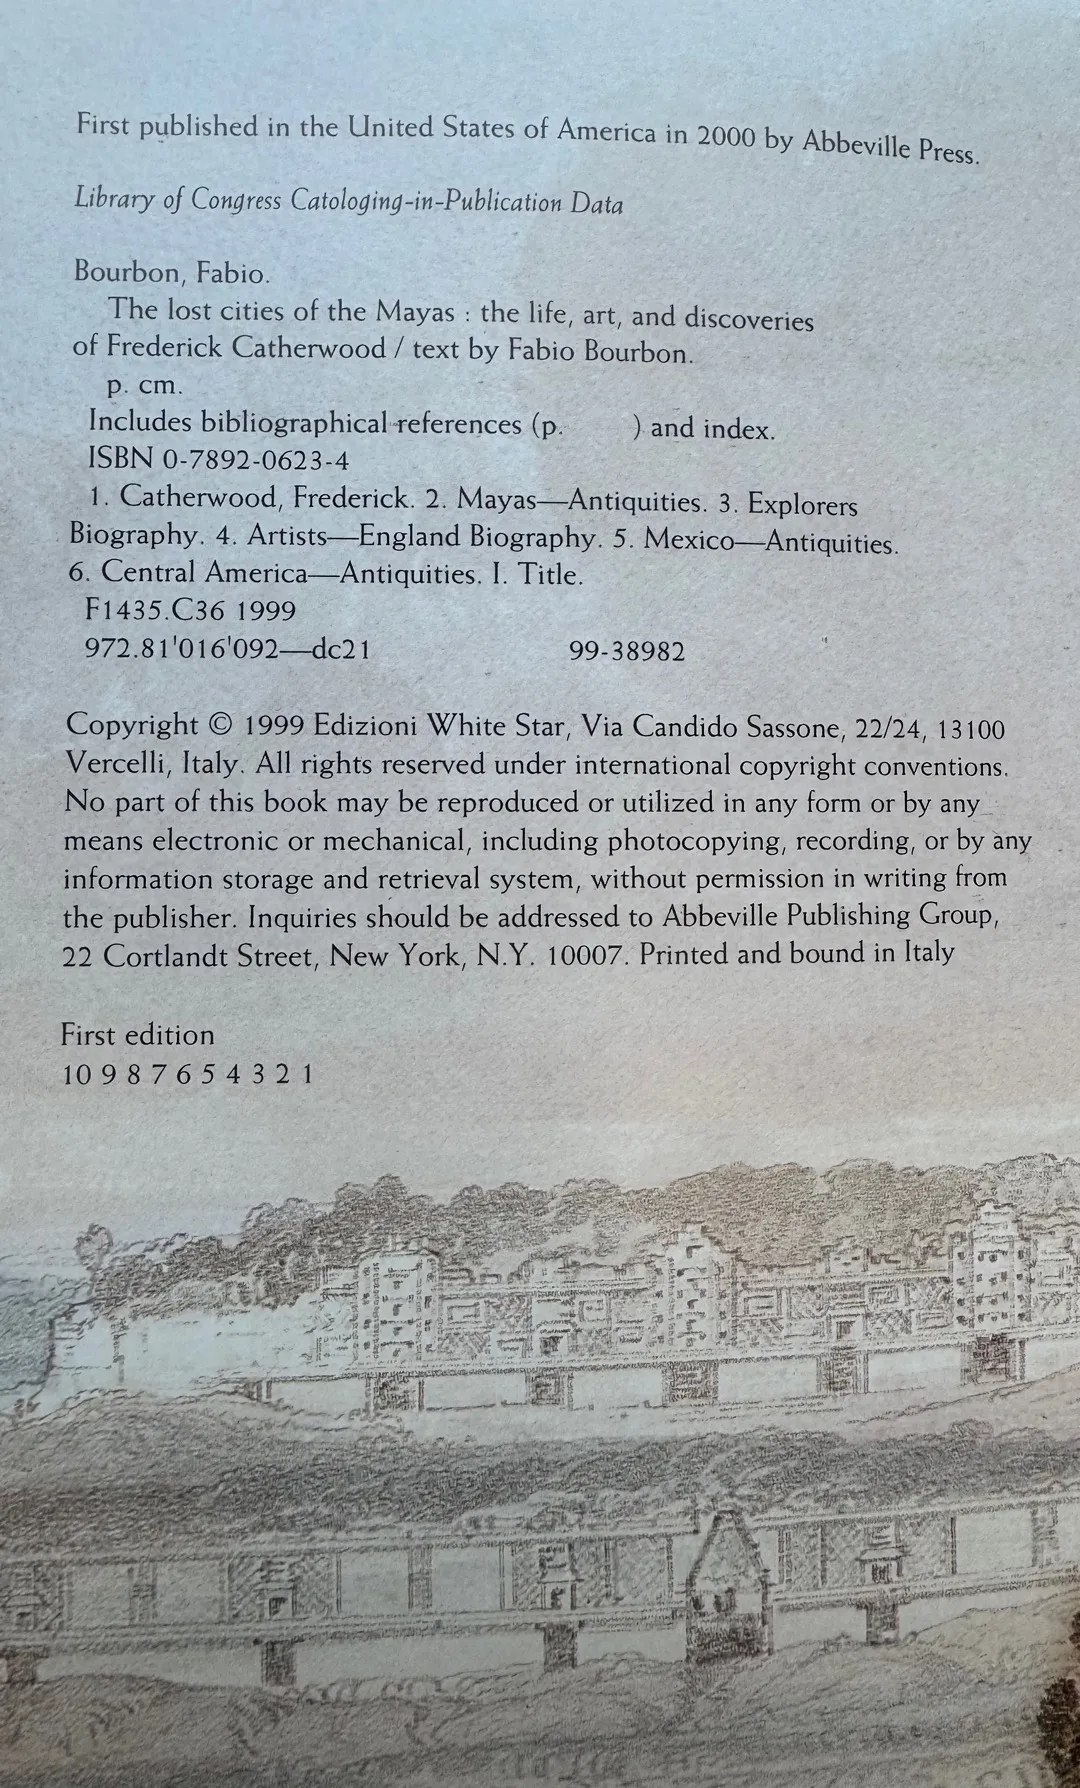 First published in the United States of America in 2000 by Abbeville Press.
Library of Congress Catologing-in-Publication Data
Bourbon, Fabio.
The lost cities of the Mayas : the life, art, and discoveries
of Frederick Catherwood / text by Fabio Bourbon.
p. cm.
Includes bibliographical references (p. ) and index.
ISBN 0-7892-0623-4
1. Catherwood, Frederick. 2. Mayas—Antiquities. 3. Explorers
Biography. 4. Artists—England Biography. 5. Mexico—Antiquities.
6. Central America—Antiquities. I. Title.
F1435.C36 1999
972.81'016'092—dc21 99-38982
Copyright © 1999 Edizioni White Star, Via Candido Sassone, 22/24, 13100
Vercelli, Italy. All rights reserved under international copyright conventions.
No part of this book may be reproduced or utilized in any form or by any
means electronic or mechanical, including photocopying, recording, or by any
information storage and retrieval system, without permission in writing from
the publisher. Inquiries should be addressed to Abbeville Publishing Group,
22 Cortlandt Street, New York, N.Y. 10007. Printed and bound in Italy
First edition
10 9 8 7 6 5 4 3 2 1